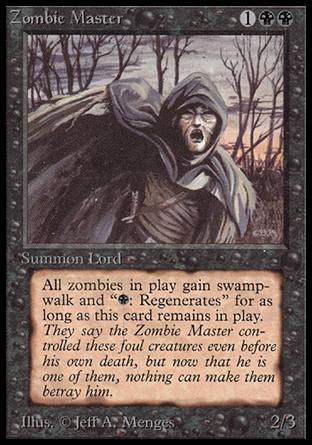 Zombie Master 1
Summon Lord
All zombies in play gain swamp-
walk and “: Regenerates” for as
long as this card remains in play.
They say the Zombie Master con-
trolled these foul creatures even before
his own death, but now that he is
one of them, nothing can make them
betray him.
Illus. © Jeff A. Menges 2/3